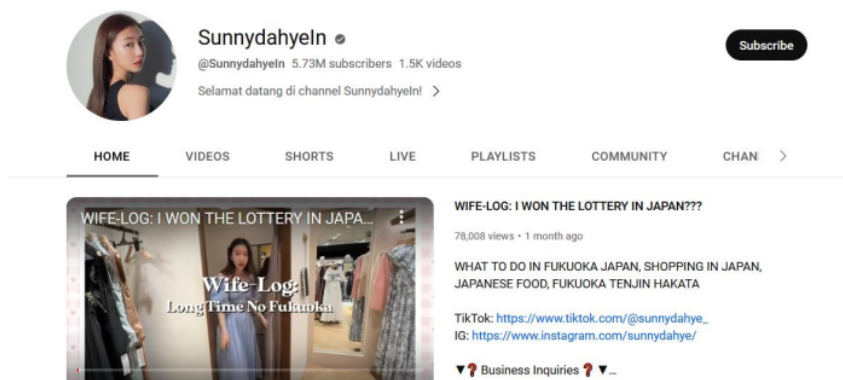 SunnydahyeIn
@SunnydahyeIn 5.73M subscribers 1.5K videos
Subscribe
Selamat datang di channel SunnydahyeIn!
HOME VIDEOS SHORTS LIVE PLAYLISTS COMMUNITY CHAN
WIFE-LOG: I WON THE LOTTERY IN JAPA...
Wife-Log:
Long Time No Fukuoka
WIFE-LOG: I WON THE LOTTERY IN JAPAN???
78,008 views • 1 month ago
WHAT TO DO IN FUKUOKA JAPAN, SHOPPING IN JAPAN,
JAPANESE FOOD, FUKUOKA TENJIN HAKATA
TikTok: https://www.tiktok.com/@sunnydahye_
IG: https://www.instagram.com/sunnydahye/
▼❓ Business Inquiries ❓ ▼...